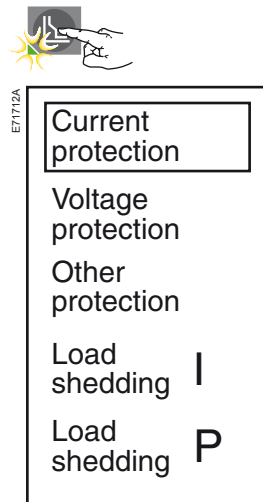 E71712A
Current
protection
Voltage
protection
Other
protection
Load
shedding I
Load
shedding P